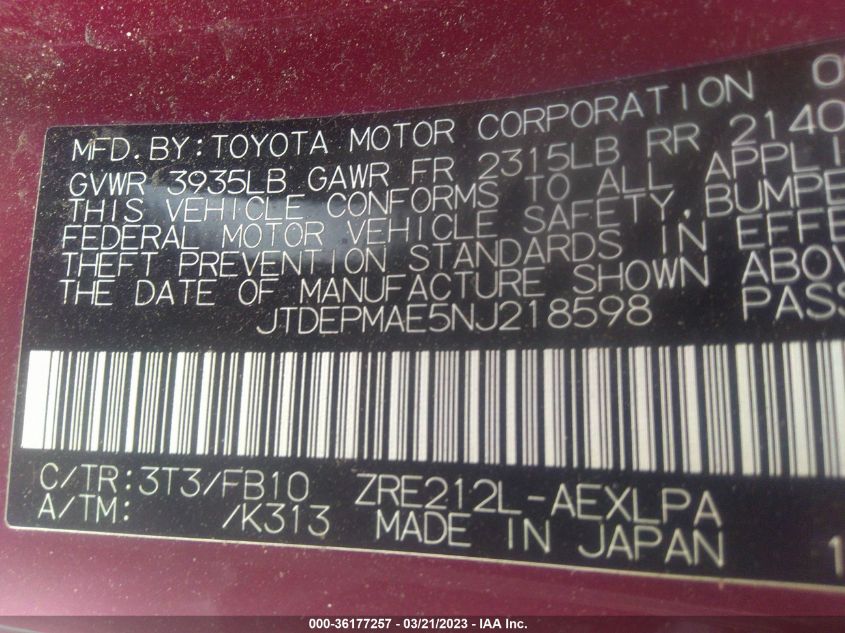 MFD. BY: TOYOTA MOTOR CORPORATION
GVWR 3935LB GAWR FR 2315LB RR 2140
THIS VEHICLE CONFORMS TO ALL APPLI
FEDERAL MOTOR VEHICLE SAFETY, BUMPE
THEFT PREVENTION STANDARDS IN EFFE
THE DATE OF MANUFACTURE SHOWN ABOV
JTDEPMAE5NJ218598 PASS
C/TR: 3T3/FB10 ZRE212L-AEXLPA
A/TM: /K313 MADE IN JAPAN
000-36177257 - 03/21/2023 - IAA Inc.